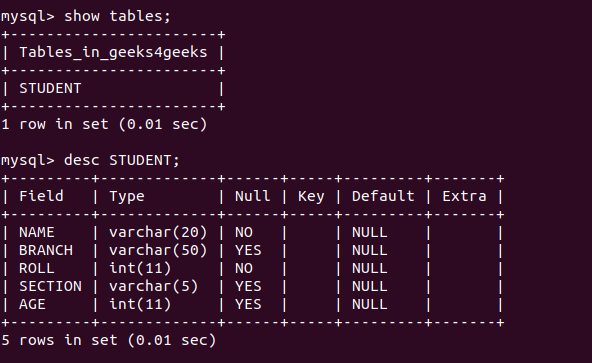 mysql> show tables;
+----------------------+
| Tables_in_geeks4geeks |
+----------------------+
| STUDENT              |
+----------------------+
1 row in set (0.01 sec)
mysql> desc STUDENT;
+---------+-------------+------+-----+---------+-------+
| Field   | Type        | Null | Key | Default | Extra |
+---------+-------------+------+-----+---------+-------+
| NAME    | varchar(20) | NO   |     | NULL    |       |
| BRANCH  | varchar(50) | YES  |     | NULL    |       |
| ROLL    | int(11)     | NO   |     | NULL    |       |
| SECTION | varchar(5)  | YES  |     | NULL    |       |
| AGE     | int(11)     | YES  |     | NULL    |       |
+---------+-------------+------+-----+---------+-------+
5 rows in set (0.01 sec)